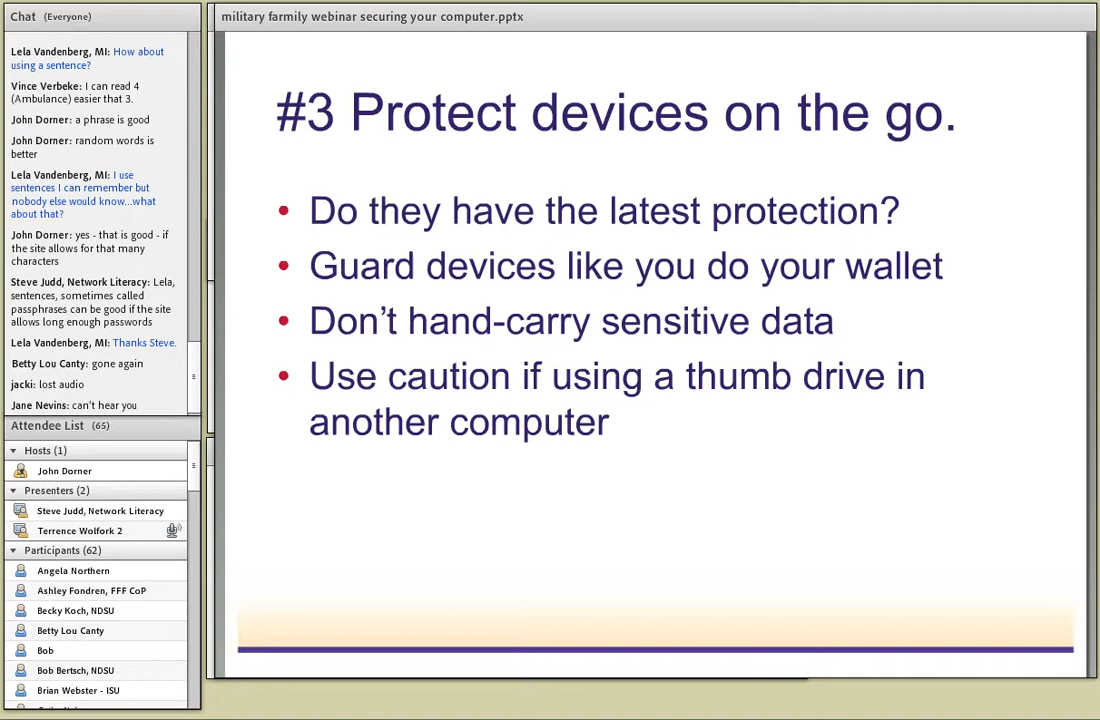 Chat (Everyone)
Lela Vandenberg, MI: How about
using a sentence?
Vince Verbeke: I can read 4
(Ambulance) easier that 3.
John Dorner: a phrase is good
John Dorner: random words is
better
Lela Vandenberg, MI: I use
sentences I can remember but
nobody else would know...what
about that?
John Dorner: yes - that is good - if
the site allows for that many
characters
Steve Judd, Network Literacy: Lela,
sentences, sometimes called
passphrases can be good if the site
allows long enough passwords
Lela Vandenberg, MI: Thanks Steve.
Betty Lou Canty: gone again
jacki: lost audio
Jane Nevins: can't hear you
Attendee List (65)
Hosts (1)
John Dorner
Presenters (2)
Steve Judd, Network Literacy
Terrence Wolfork 2
Participants (62)
Angela Northern
Ashley Fondren, FFF CoP
Becky Koch, NDSU
Betty Lou Canty
Bob
Bob Bertsch, NDSU
Brian Webster - ISU
military farmily webinar securing your computer.pptx
#3 Protect devices on the go.
• Do they have the latest protection?
• Guard devices like you do your wallet
• Don't hand-carry sensitive data
• Use caution if using a thumb drive in
another computer